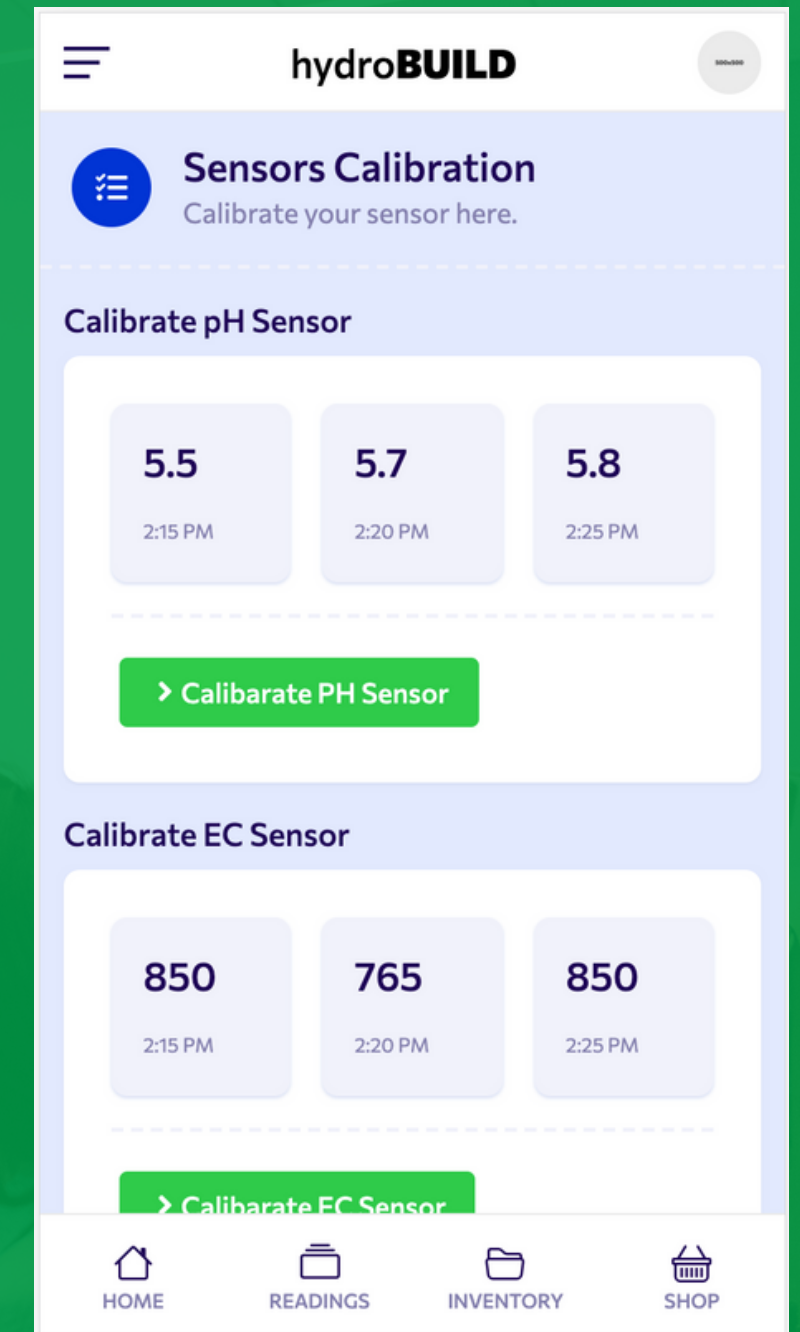 hydroBUILD
500x500
Sensors Calibration
Calibrate your sensor here.
Calibrate pH Sensor
5.5 5.7 5.8
2:15 PM 2:20 PM 2:25 PM
Calibarate PH Sensor
Calibrate EC Sensor
850 765 850
2:15 PM 2:20 PM 2:25 PM
Calibarate EC Sensor
HOME READINGS INVENTORY SHOP